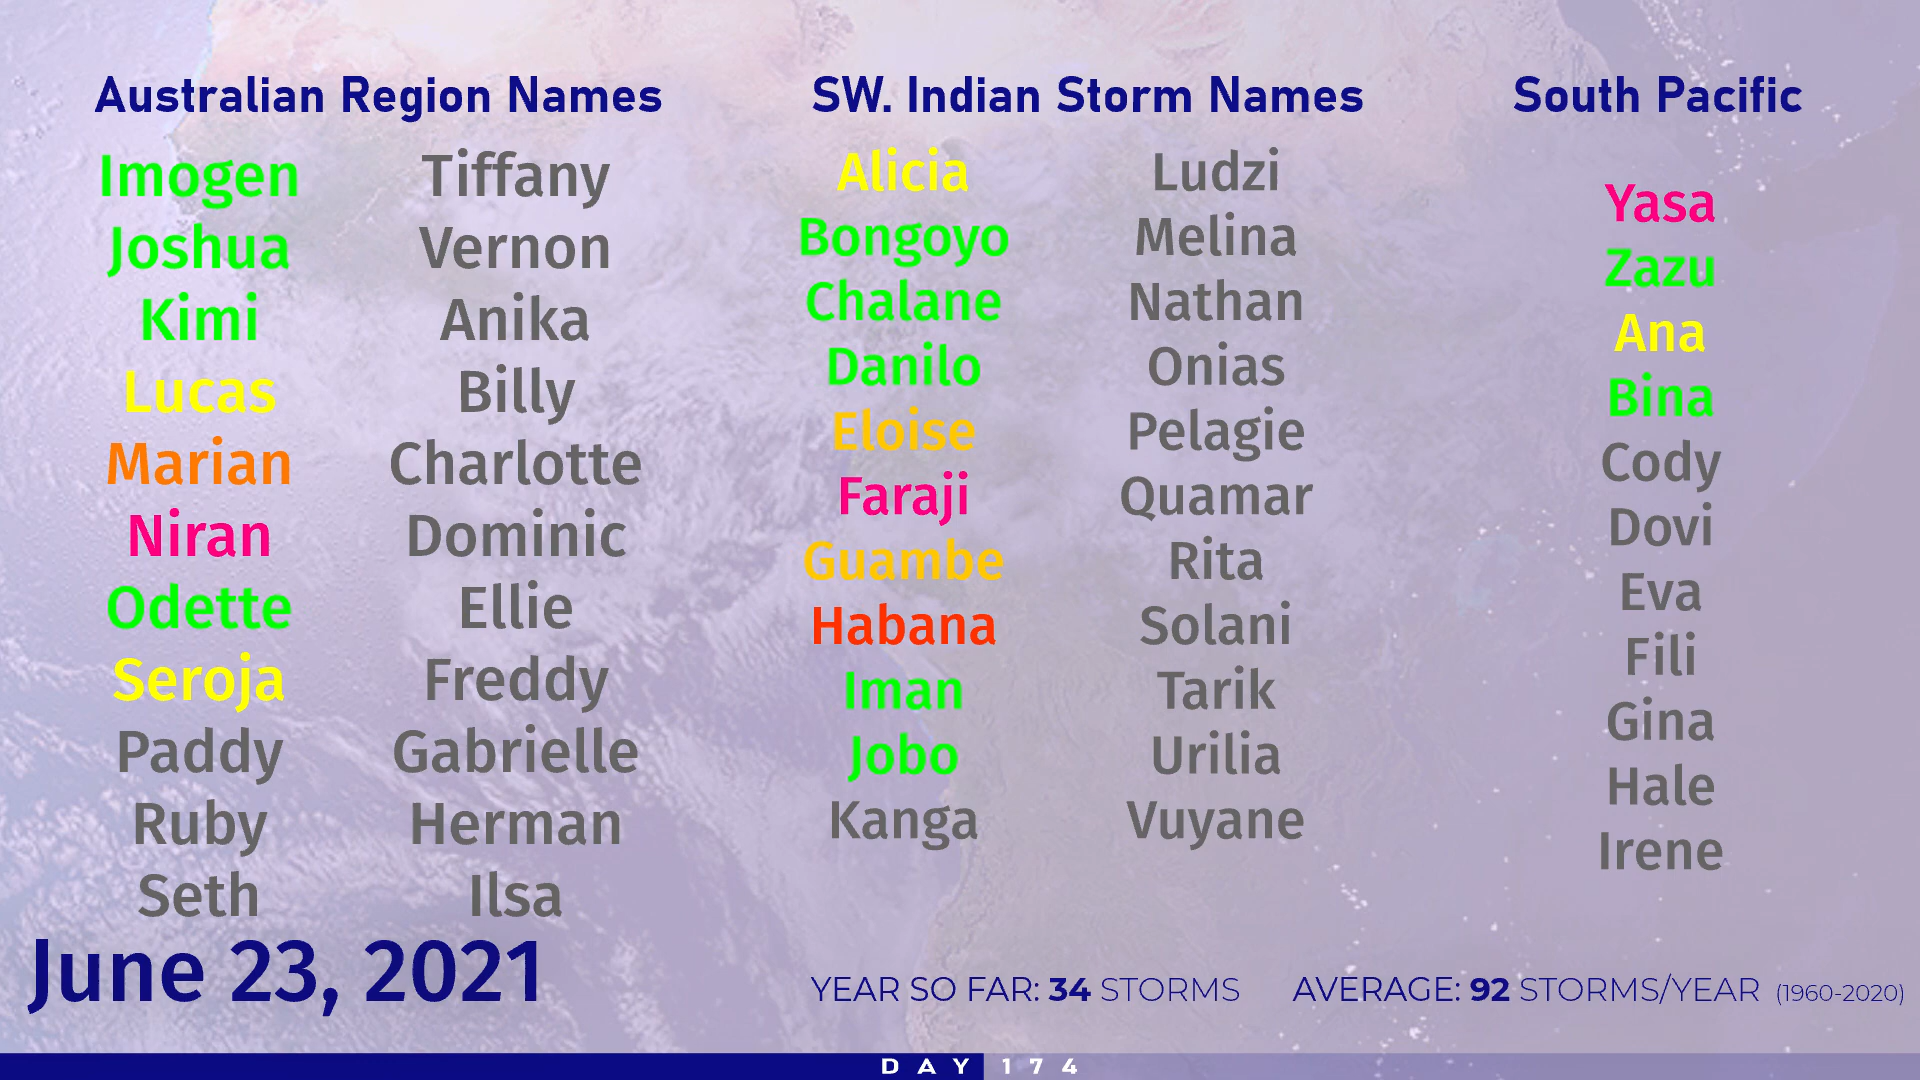 Australian Region Names
Imogen
Joshua
Kimi
Lucas
Marian
Niran
Odette
Seroja
Paddy
Ruby
Seth
Tiffany
Vernon
Anika
Billy
Charlotte
Dominic
Ellie
Freddy
Gabrielle
Herman
Ilsa
SW. Indian Storm Names
Alicia
Bongoyo
Chalane
Danilo
Eloise
Faraji
Guambe
Habana
Iman
Jobo
Kanga
Ludzi
Melina
Nathan
Onias
Pelagie
Quamar
Rita
Solani
Tarik
Urilia
Vuyane
South Pacific
Yasa
Zazu
Ana
Bina
Cody
Dovi
Eva
Fili
Gina
Hale
Irene
June 23, 2021
YEAR SO FAR: 34 STORMS
AVERAGE: 92 STORMS/YEAR (1960-2020)
DAY 174